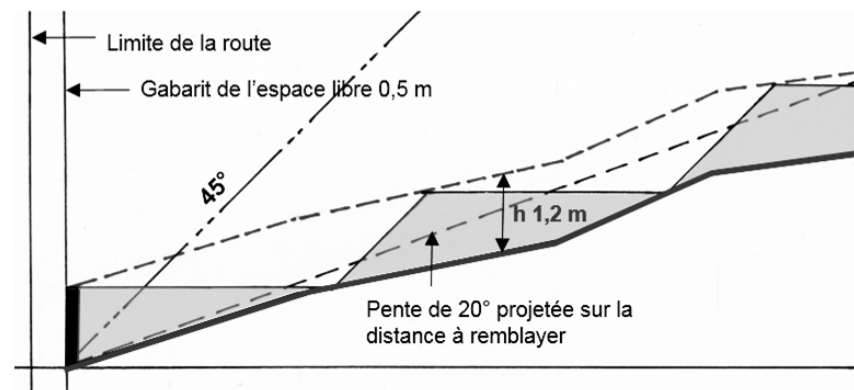 Limite de la route
Gabarit de l'espace libre 0,5 m
45°
h 1,2 m
Pente de 20° projetée sur la
distance à remblayer